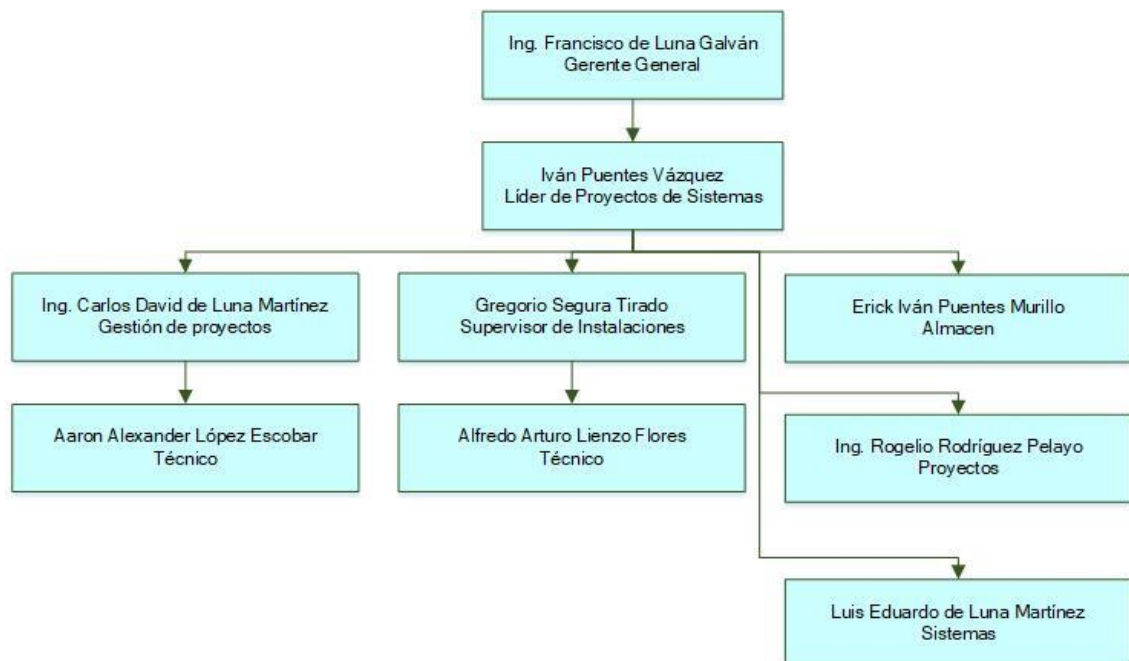 Ing. Francisco de Luna Galván
Gerente General
Iván Puentes Vázquez
Líder de Proyectos de Sistemas
Ing. Carlos David de Luna Martínez
Gestión de proyectos
Gregorio Segura Tirado
Supervisor de Instalaciones
Erick Iván Puentes Murillo
Almacen
Aaron Alexander López Escobar
Técnico
Alfredo Arturo Lienzo Flores
Técnico
Ing. Rogelio Rodríguez Pelayo
Proyectos
Luis Eduardo de Luna Martínez
Sistemas